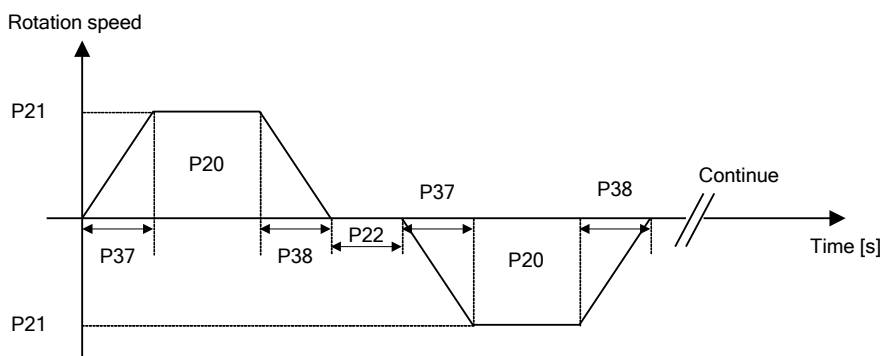 Rotation speed
P21
P20
P37
P38
Continue
P37
P38
P22
Time [s]
P20
P21